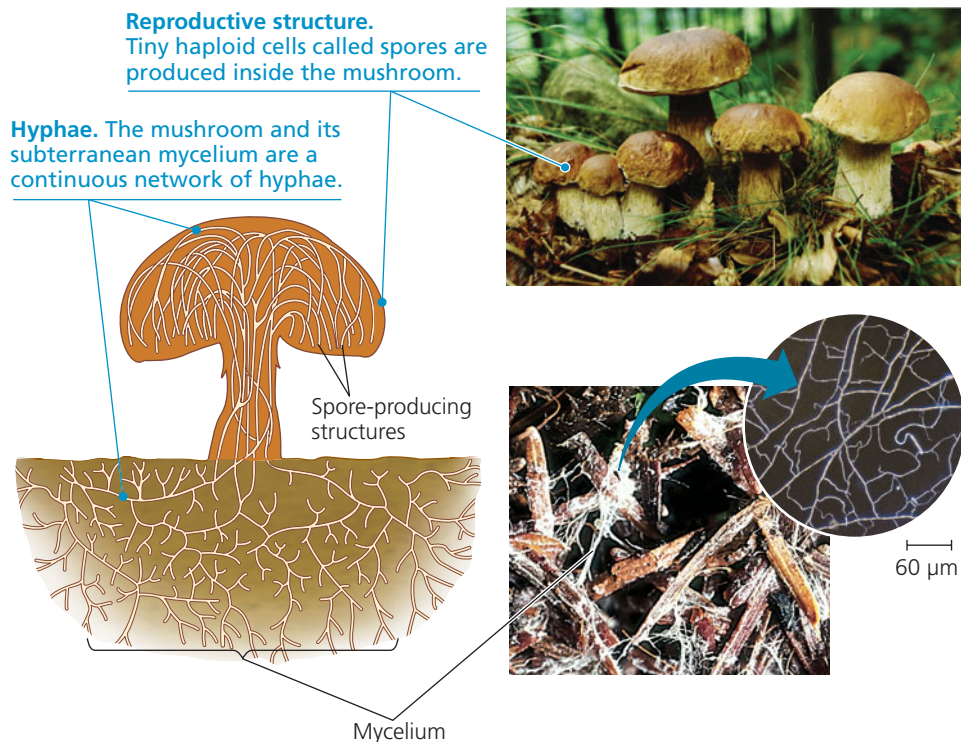 Reproductive structure.
Tiny haploid cells called spores are
produced inside the mushroom.
Hyphae. The mushroom and its
subterranean mycelium are a
continuous network of hyphae.
Spore-producing
structures
60 μm
Mycelium